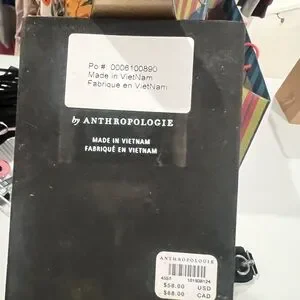 Po #: 0006100890
Made in VietNam
Fabrique en VietNam
by ANTHROPOLOGIE
MADE IN VIETNAM
FABRIQUÉ EN VIETNAM
ANTHROPOLOGIE
$58.00 USD
$68.00 CAD